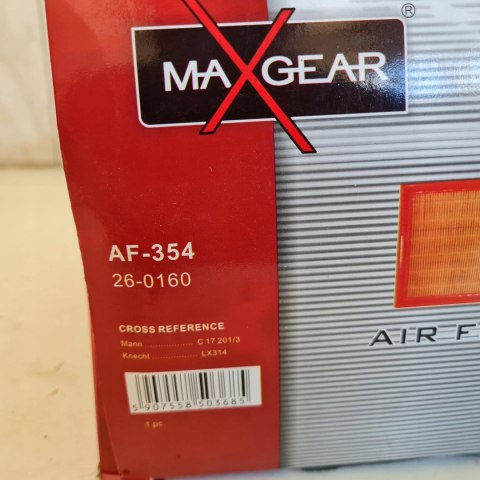 ®
MAXGEAR
AF-354
26-0160
CROSS REFERENCE
Mann .................. C 17 201/3
Knecht ................ LX314
AIR F
5 907558 503685
1 pc.